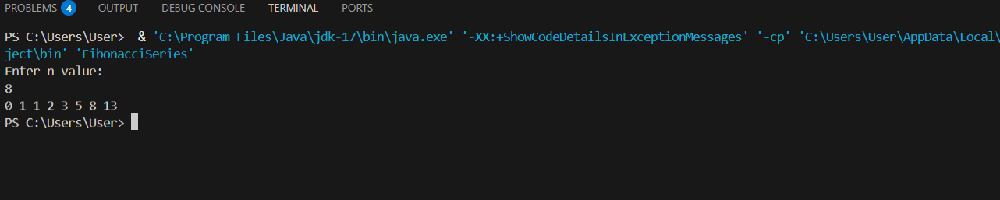 PROBLEMS 4 OUTPUT DEBUG CONSOLE TERMINAL PORTS
PS C:\Users\User>  & 'C:\Program Files\Java\jdk-17\bin\java.exe' '-XX:+ShowCodeDetailsInExceptionMessages' '-cp' 'C:\Users\User\AppData\Local\
ject\bin' 'FibonacciSeries'
Enter n value:
8
0 1 1 2 3 5 8 13
PS C:\Users\User>